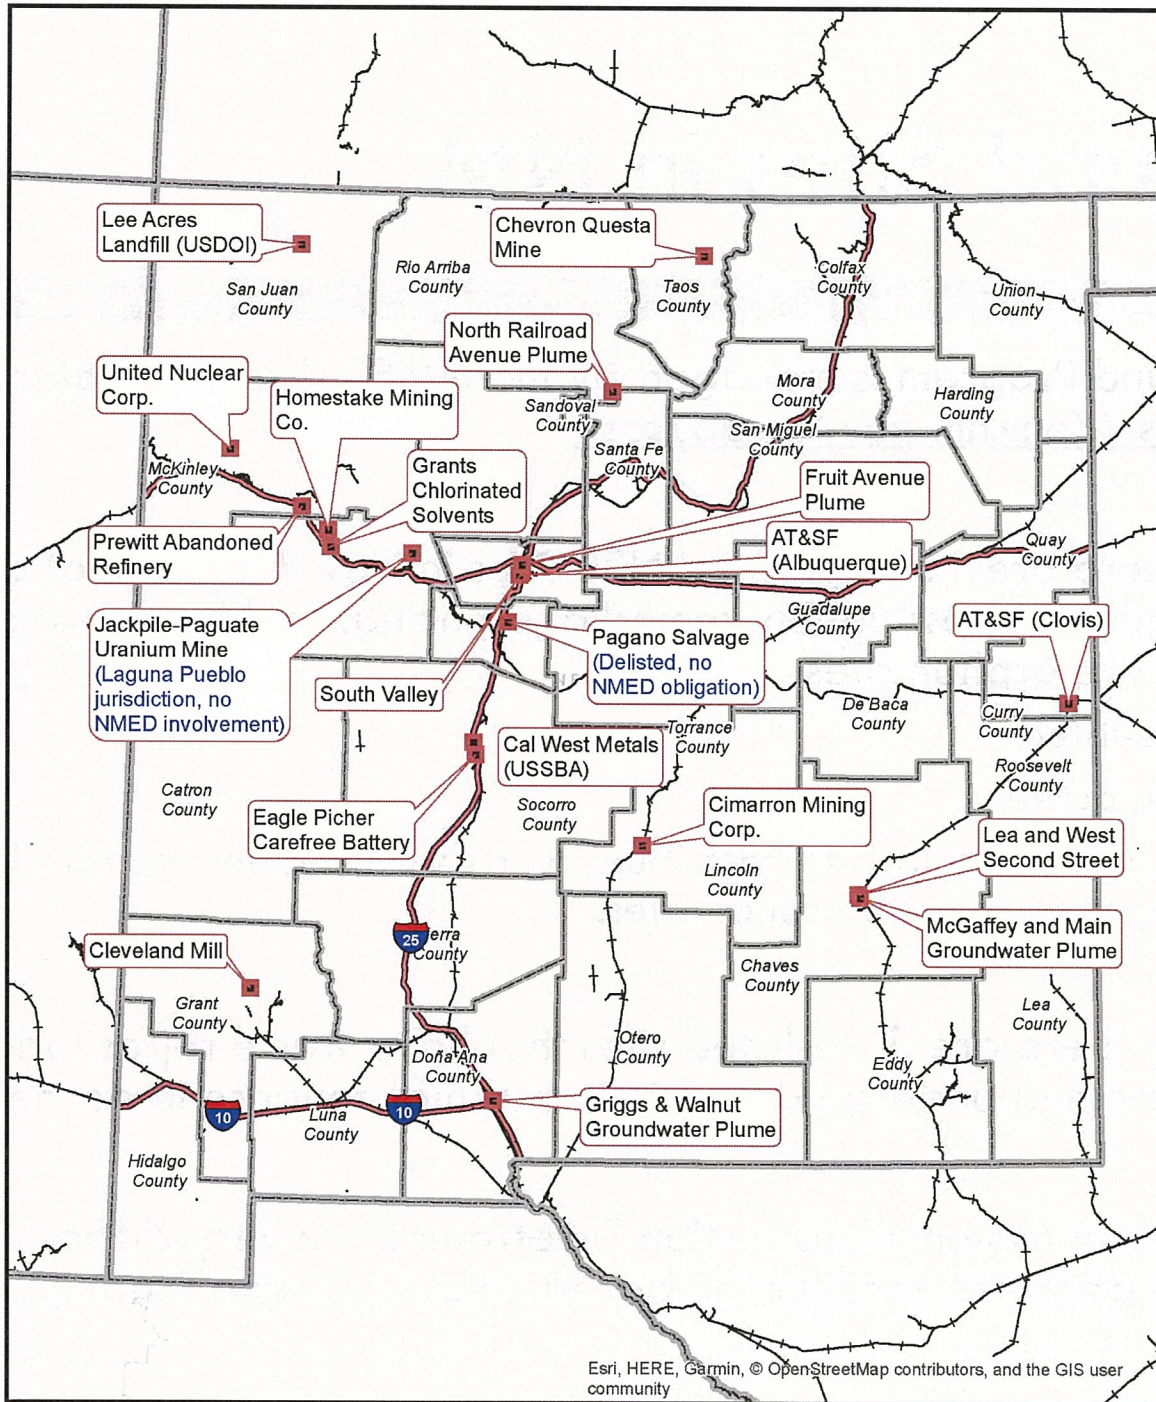 Lee Acres
Landfill (USDOI)
San Juan
County
Rio Arriba
County
Chevron Questa
Mine
Taos
County
Colfax
County
Union
County
North Railroad
Avenue Plume
United Nuclear
Corp.
Homestake Mining
Co.
Sandoval
County
Mora
County
Harding
County
San Miguel
County
McKinley
County
Grants
Chlorinated
Solvents
Santa Fe
County
Fruit Avenue
Plume
Prewitt Abandoned
Refinery
AT&SF
(Albuquerque)
Quay
County
Guadalupe
County
Jackpile-Paguate
Uranium Mine
(Laguna Pueblo
jurisdiction, no
NMED involvement)
South Valley
Pagano Salvage
(Delisted, no
NMED obligation)
AT&SF (Clovis)
De Baca
County
Curry
County
Torrance
County
Roosevelt
County
Cal West Metals
(USSBA)
Catron
County
Socorro
County
Eagle Picher
Carefree Battery
Cimarron Mining
Corp.
Lincoln
County
Lea and West
Second Street
McGaffey and Main
Groundwater Plume
25
erra
County
Cleveland Mill
Grant
County
Chaves
County
Lea
County
Otero
County
Doña Ana
County
Eddy
County
10
10
Luna
County
Griggs & Walnut
Groundwater Plume
Hidalgo
County
Esri, HERE, Garmin, © OpenStreetMap contributors, and the GIS user
community